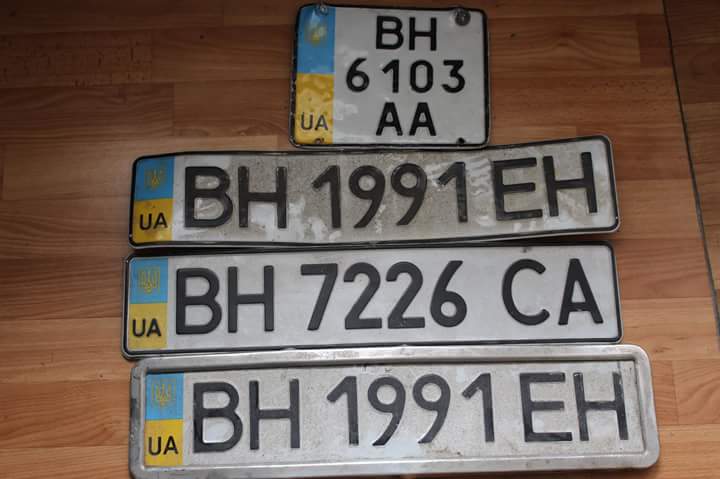 BH
6103
UA AA
UA BH 1991 EH
UA BH 7226 CA
UA BH 1991 EH